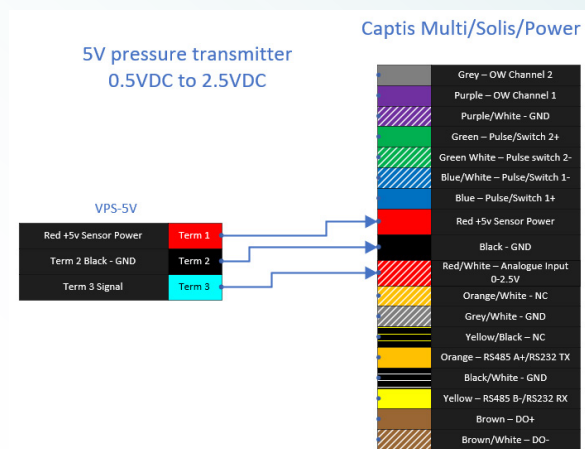 Captis Multi/Solis/Power
5V pressure transmitter
0.5VDC to 2.5VDC
VPS-5V
Red +5v Sensor Power
Term 1
Term 2 Black - GND
Term 2
Term 3 Signal
Term 3
Grey – OW Channel 2
Purple – OW Channel 1
Purple/White - GND
Green – Pulse/Switch 2+
Green White – Pulse switch 2-
Blue/White – Pulse/Switch 1-
Blue – Pulse/Switch 1+
Red +5v Sensor Power
Black - GND
Red/White – Analogue Input
0-2.5V
Orange/White - NC
Grey/White – GND
Yellow/Black – NC
Orange – RS485 A+/RS232 TX
Black/White - GND
Yellow – RS485 B-/RS232 RX
Brown – DO+
Brown/White – DO-